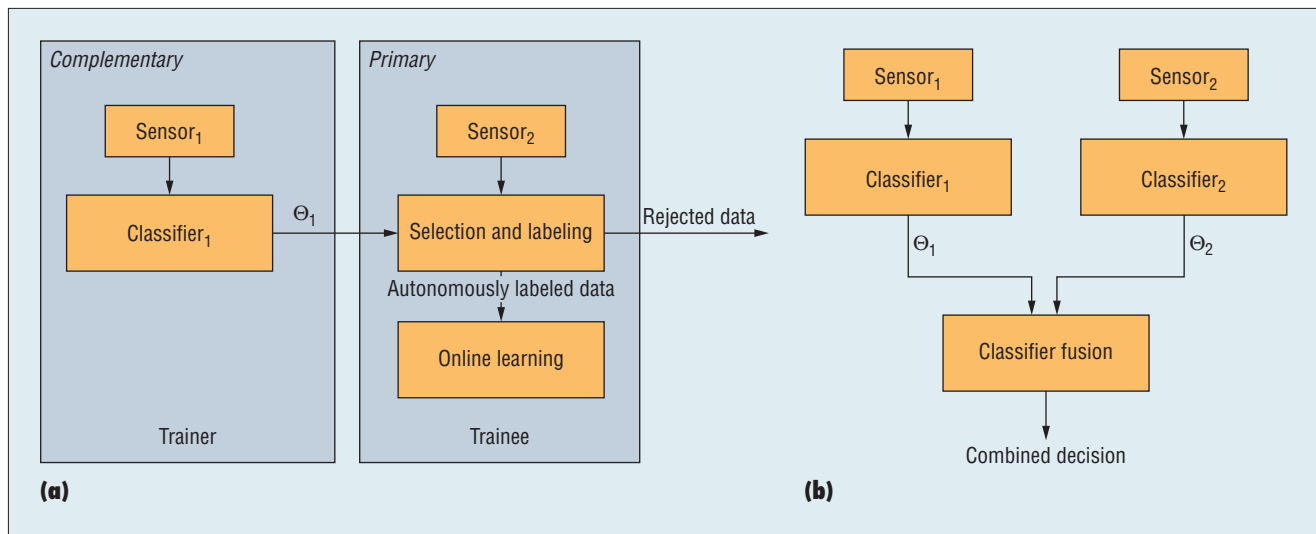 Complementary
Sensor₁
Classifier₁
Trainer
Θ₁
Primary
Sensor₂
Selection and labeling
Autonomously labeled data
Online learning
Trainee
Rejected data
(a)
Sensor₁
Sensor₂
Classifier₁
Classifier₂
Θ₁
Θ₂
Classifier fusion
Combined decision
(b)